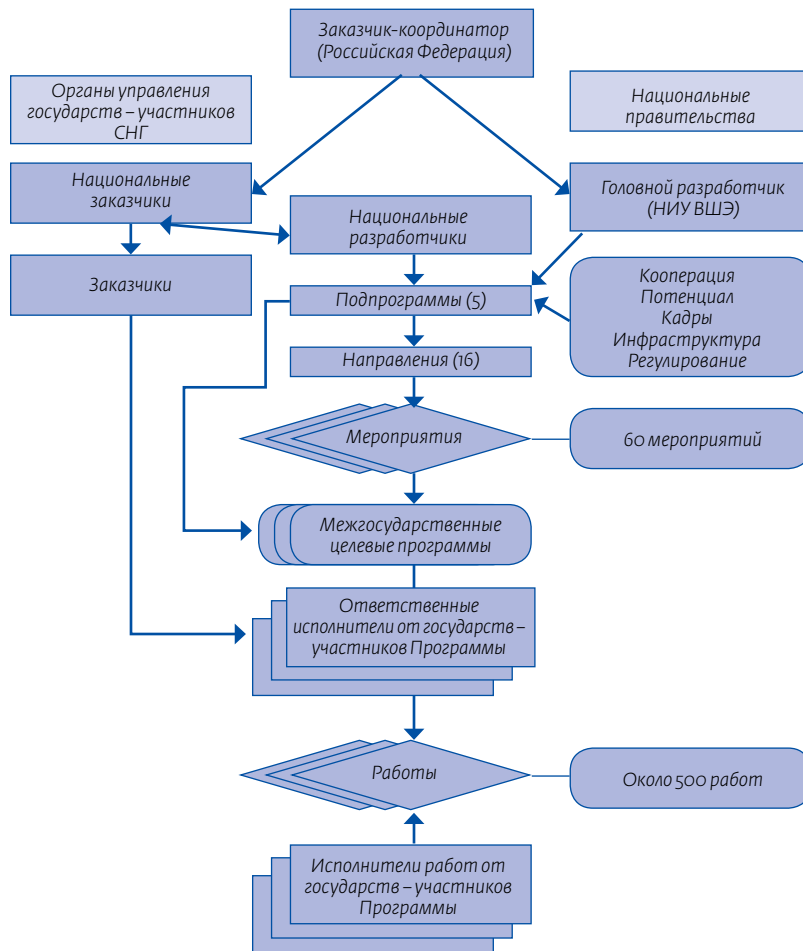 Заказчик-координатор
(Российская Федерация)
Органы управления
государств – участников
СНГ
Национальные
правительства
Национальные
заказчики
Национальные
разработчики
Головной разработчик
(НИУ ВШЭ)
Заказчики
Подпрограммы (5)
Кооперация
Потенциал
Кадры
Инфраструктура
Регулирование
Направления (16)
Мероприятия
60 мероприятий
Межгосударственные
целевые программы
Ответственные
исполнители от государств –
участников Программы
Работы
Около 500 работ
Исполнители работ от
государств – участников
Программы